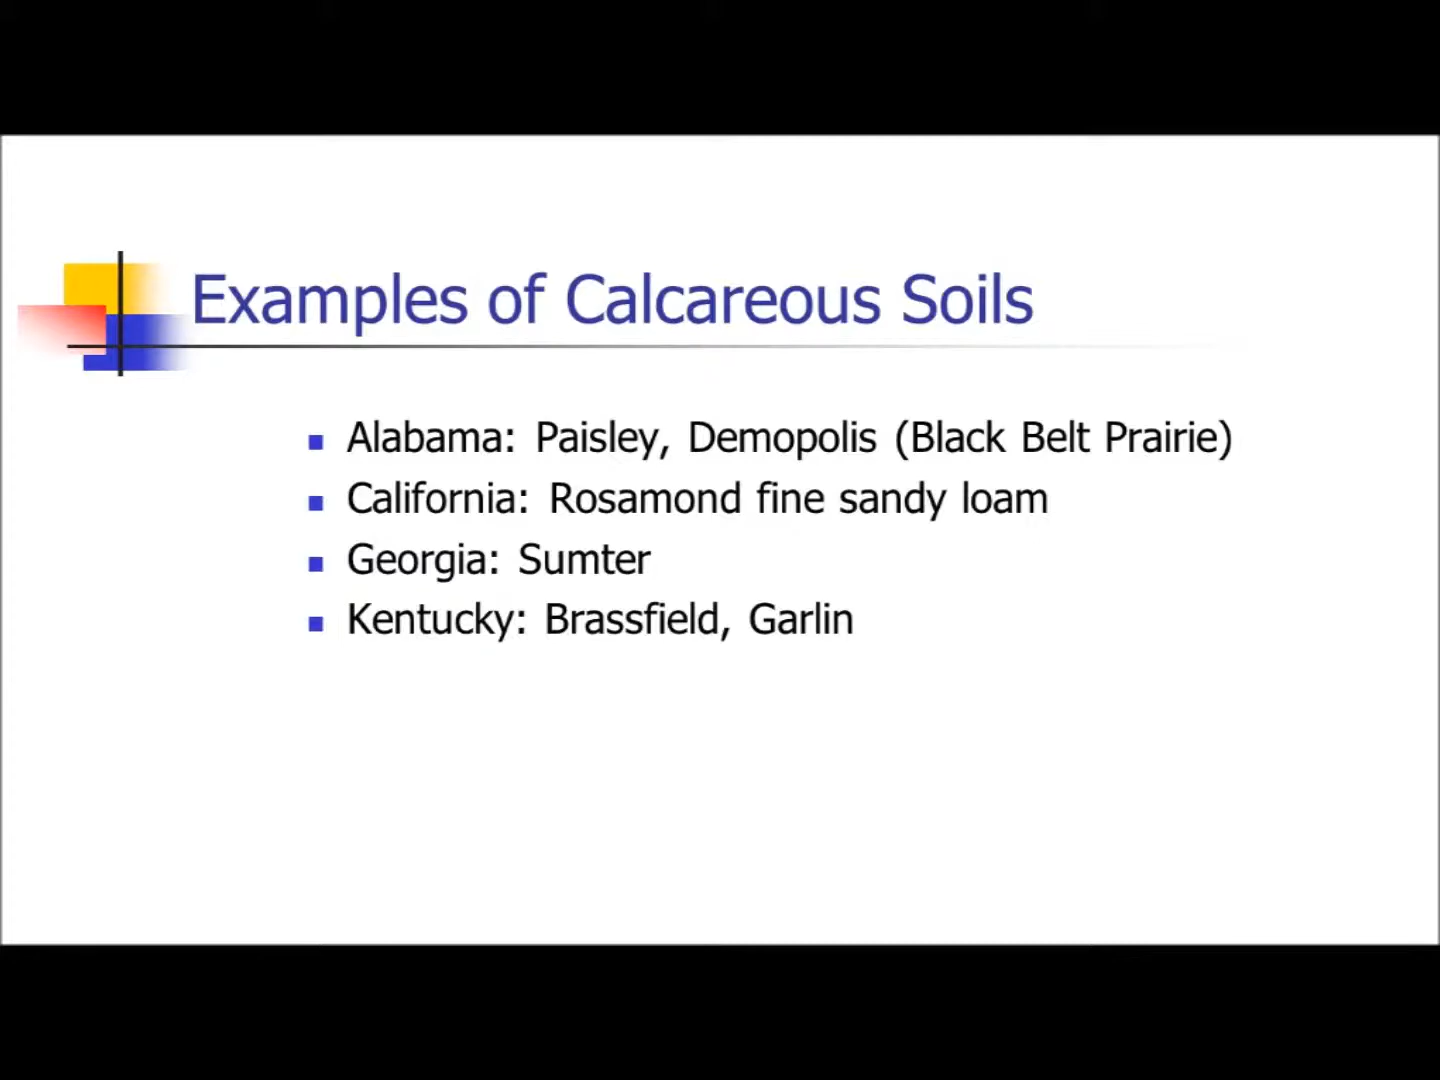 Examples of Calcareous Soils
Alabama: Paisley, Demopolis (Black Belt Prairie)
California: Rosamond fine sandy loam
Georgia: Sumter
Kentucky: Brassfield, Garlin